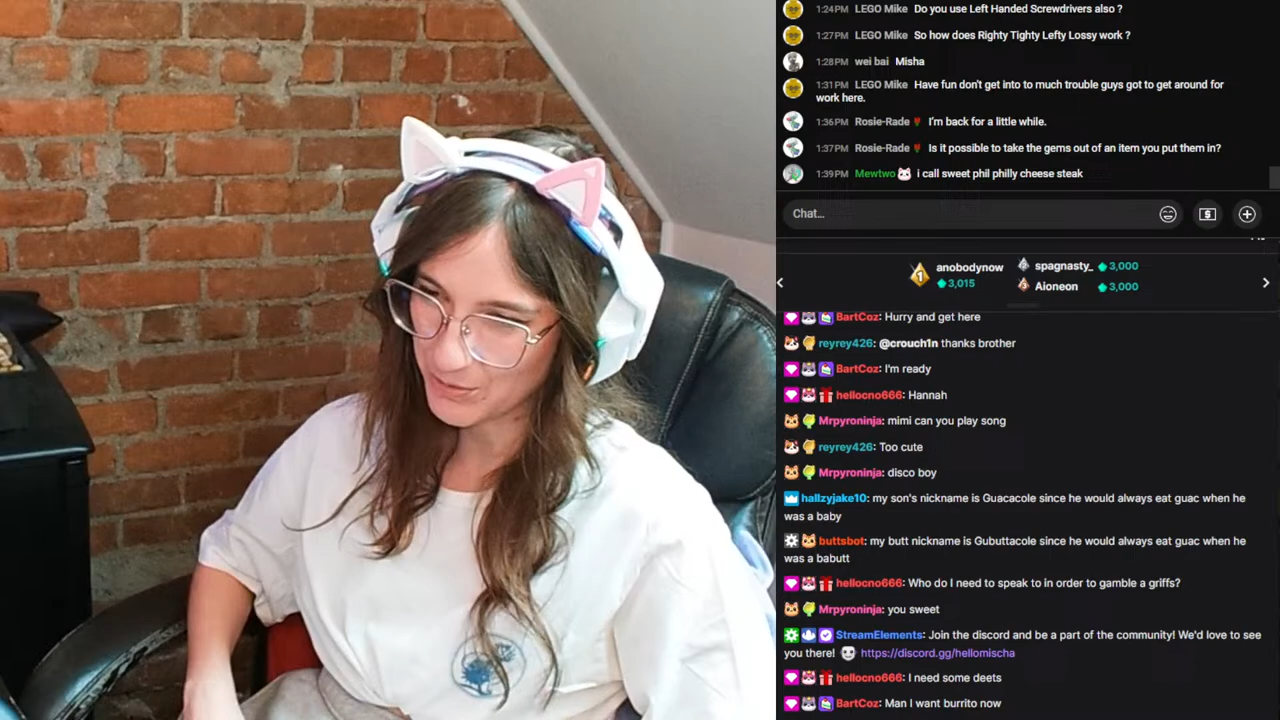 1:24PM LEGO Mike Do you use Left Handed Screwdrivers also ?
1:27PM LEGO Mike So how does Righty Tighty Lefty Lossy work ?
1:28PM wei bai Misha
1:31PM LEGO Mike Have fun don't get into to much trouble guys got to get around for
work here.
1:36PM Rosie-Rade I'm back for a little while.
1:37PM Rosie-Rade Is it possible to take the gems out of an item you put them in?
1:39PM Mewtwo i call sweet phil philly cheese steak
Chat...
1 anobodynow 3,015
2 spagnasty_ 3,000
3 Aioneon 3,000
BartCoz: Hurry and get here
reyrey426: @crouch1n thanks brother
BartCoz: I'm ready
hellocno666: Hannah
Mrpyroninja: mimi can you play song
reyrey426: Too cute
Mrpyroninja: disco boy
hallzyjake10: my son's nickname is Guacacole since he would always eat guac when he
was a baby
buttsbot: my butt nickname is Gubuttacole since he would always eat guac when he
was a babutt
hellocno666: Who do I need to speak to in order to gamble a griffs?
Mrpyroninja: you sweet
StreamElements: Join the discord and be a part of the community! We'd love to see
you there! https://discord.gg/hellomischa
hellocno666: I need some deets
BartCoz: Man I want burrito now